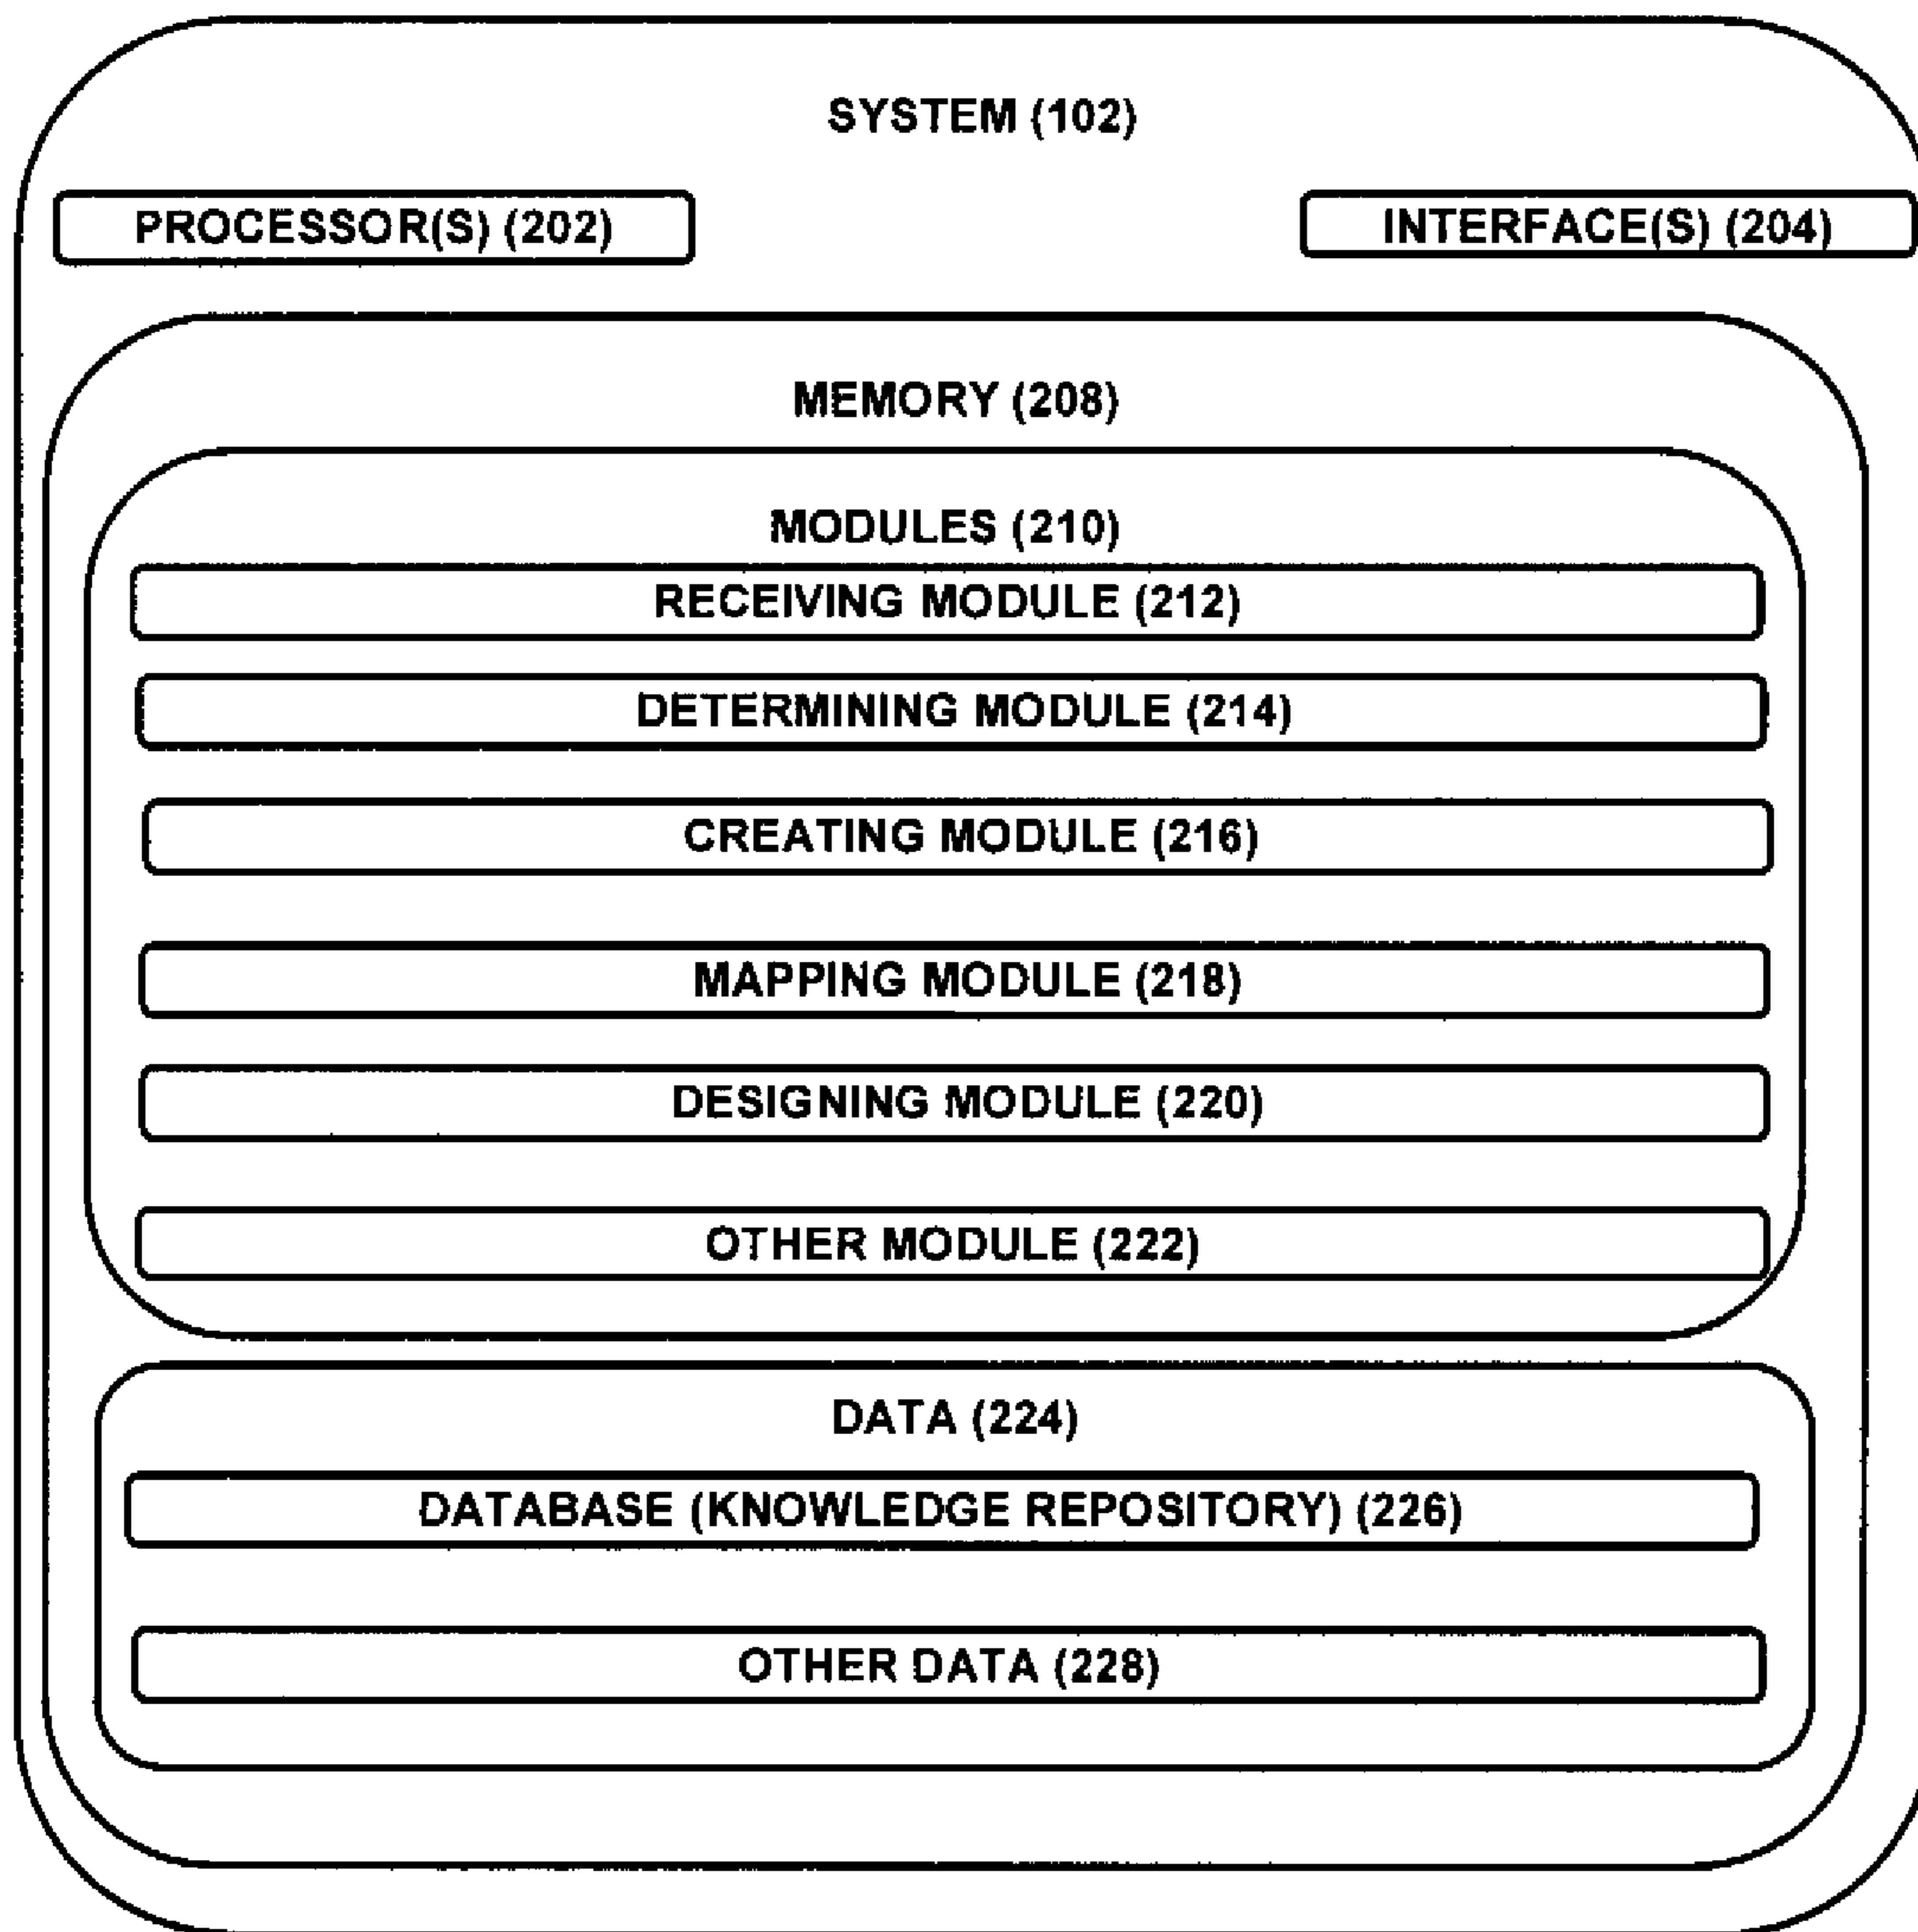 SYSTEM (102)
PROCESSOR(S) (202)
INTERFACE(S) (204)
MEMORY (208)
MODULES (210)
RECEIVING MODULE (212)
DETERMINING MODULE (214)
CREATING MODULE (216)
MAPPING MODULE (218)
DESIGNING MODULE (220)
OTHER MODULE (222)
DATA (224)
DATABASE (KNOWLEDGE REPOSITORY) (226)
OTHER DATA (228)